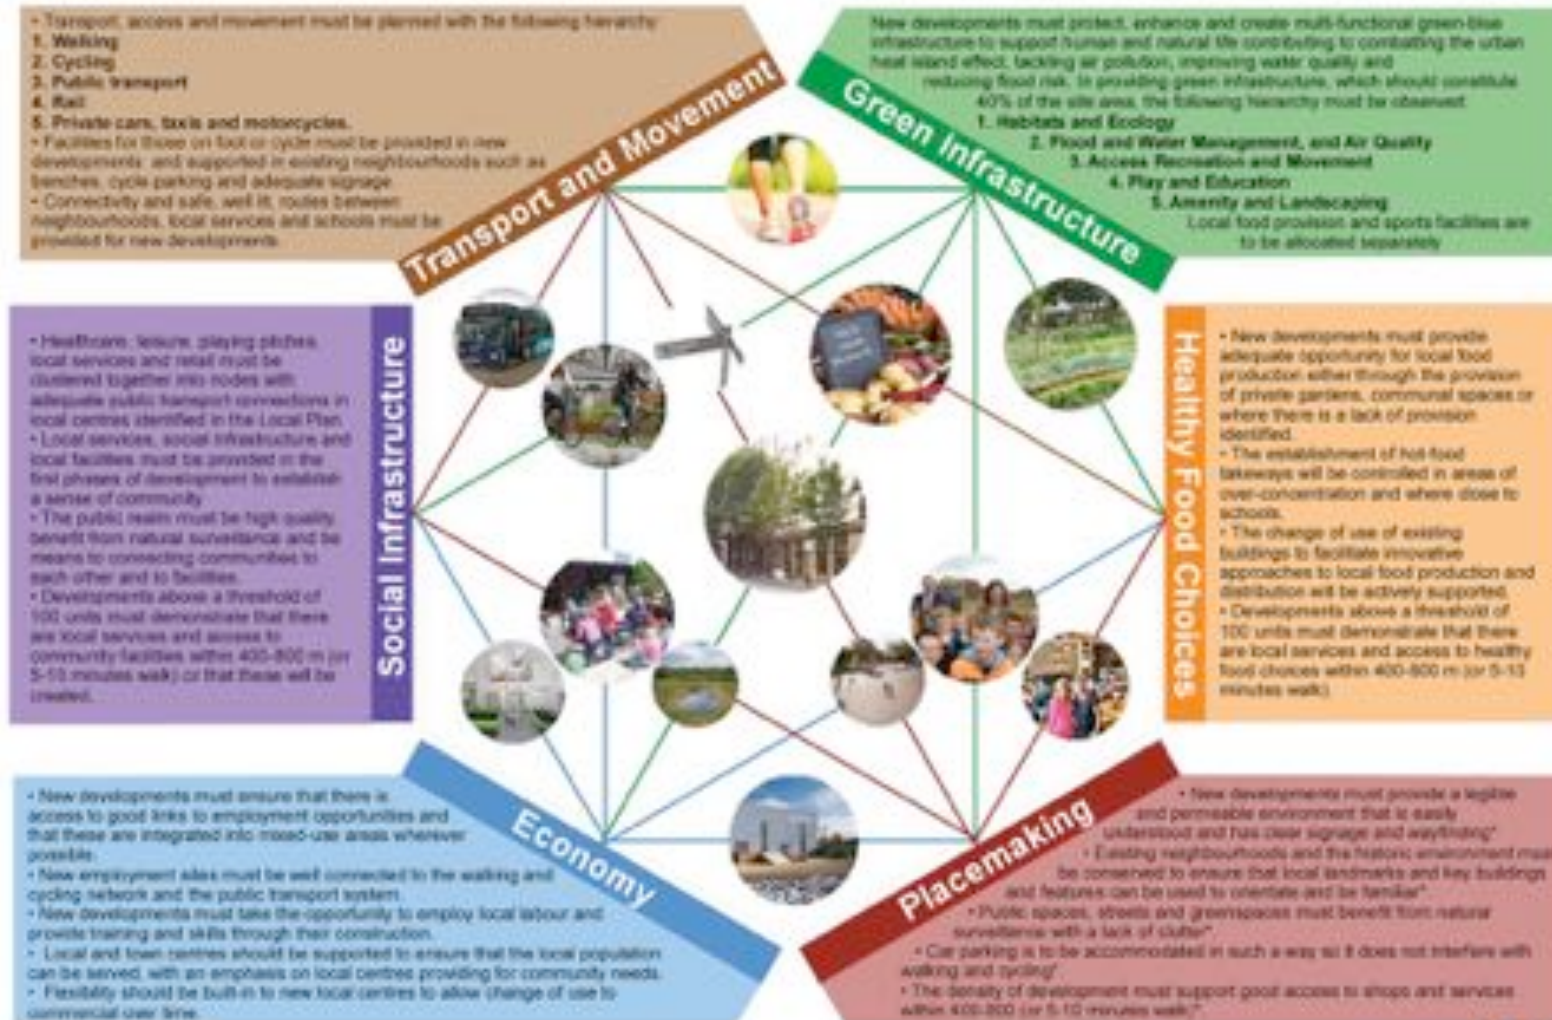 • Transport, access and movement must be planned with the following hierarchy:
1. Walking
2. Cycling
3. Public transport
4. Rail
5. Private cars, taxis and motorcycles.
• Facilities for those on foot or cycle must be provided in new
developments and supported in existing neighbourhoods such as
benches, cycle parking and adequate signage
• Connectivity and safe, well lit, routes between
neighbourhoods, local services and schools must be
provided for new developments.
Transport and Movement
New developments must protect, enhance and create multi-functional green-blue
infrastructure to support human and natural life contributing to combatting the urban
heat island effect, tackling air pollution, improving water quality and
reducing flood risk. In providing green infrastructure, which should constitute
40% of the site area, the following hierarchy must be observed
1. Habitats and Ecology
2. Flood and Water Management, and Air Quality
3. Access Recreation and Movement
4. Play and Education
5. Amenity and Landscaping
Local food provision and sports facilities are
to be allocated separately
Green Infrastructure
• Healthcare, leisure, playing pitches,
local services and retail must be
clustered together into nodes with
adequate public transport connections in
local centres identified in the Local Plan.
• Local services, social infrastructure and
local facilities must be provided in the
first phases of development to establish
a sense of community
• The public realm must be high quality,
benefit from natural surveillance and be
means to connecting communities to
each other and to facilities.
• Developments above a threshold of
100 units must demonstrate that there
are local services and access to
community facilities within 400-800 m (or
5-10 minutes walk) or that these will be
created.
Social Infrastructure
Healthy Food Choices
• New developments must provide
adequate opportunity for local food
production either through the provision
of private gardens, communal spaces or
where there is a lack of provision
identified.
• The establishment of hot-food
takeways will be controlled in areas of
over-concentration and where close to
schools.
• The change of use of existing
buildings to facilitate innovative
approaches to local food production and
distribution will be actively supported.
• Developments above a threshold of
100 units must demonstrate that there
are local services and access to healthy
food choices within 400-800 m (or 5-10
minutes walk)
Economy
• New developments must ensure that there is
access to good links to employment opportunities and
that these are integrated into mixed-use areas wherever
possible.
• New employment sites must be well connected to the walking and
cycling network and the public transport system.
• New developments must take the opportunity to employ local labour and
provide training and skills through their construction.
• Local and town centres should be supported to ensure that the local population
can be served, with an emphasis on local centres providing for community needs.
• Flexibility should be built-in to new local centres to allow change of use to
commercial over time.
Placemaking
• New developments must provide a legible
and permeable environment that is easily
understood and has clear signage and wayfinding*
• Existing neighbourhoods and the historic environment must
be conserved to ensure that local landmarks and key buildings
and features can be used to orientate and be familiar*
• Public spaces, streets and greenspaces must benefit from natural
surveillance with a lack of clutter*
• Car parking is to be accommodated in such a way so it does not interfere with
walking and cycling*
• The density of development must support good access to shops and services
within 400-800 (or 5-10 minutes walk)*